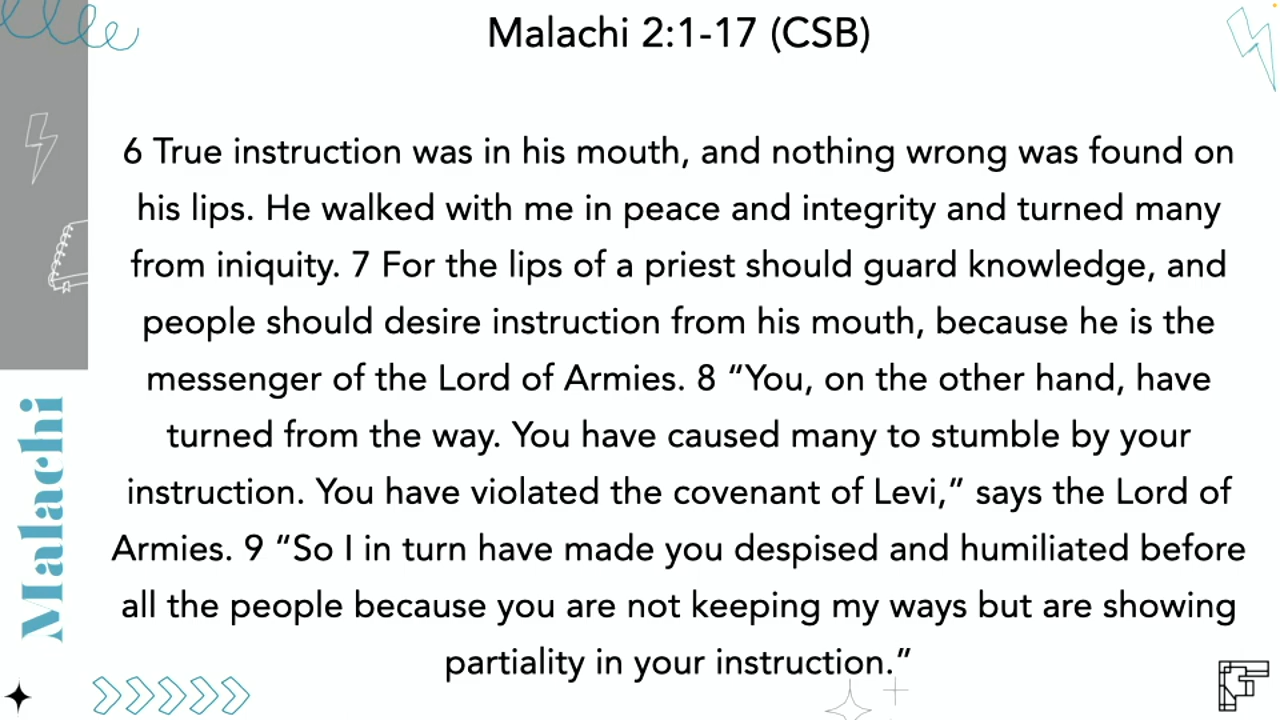 Malachi 2:1-17 (CSB)
6 True instruction was in his mouth, and nothing wrong was found on
his lips. He walked with me in peace and integrity and turned many
from iniquity. 7 For the lips of a priest should guard knowledge, and
people should desire instruction from his mouth, because he is the
messenger of the Lord of Armies. 8 “You, on the other hand, have
turned from the way. You have caused many to stumble by your
instruction. You have violated the covenant of Levi,” says the Lord of
Armies. 9 “So I in turn have made you despised and humiliated before
all the people because you are not keeping my ways but are showing
partiality in your instruction.”
Malachi